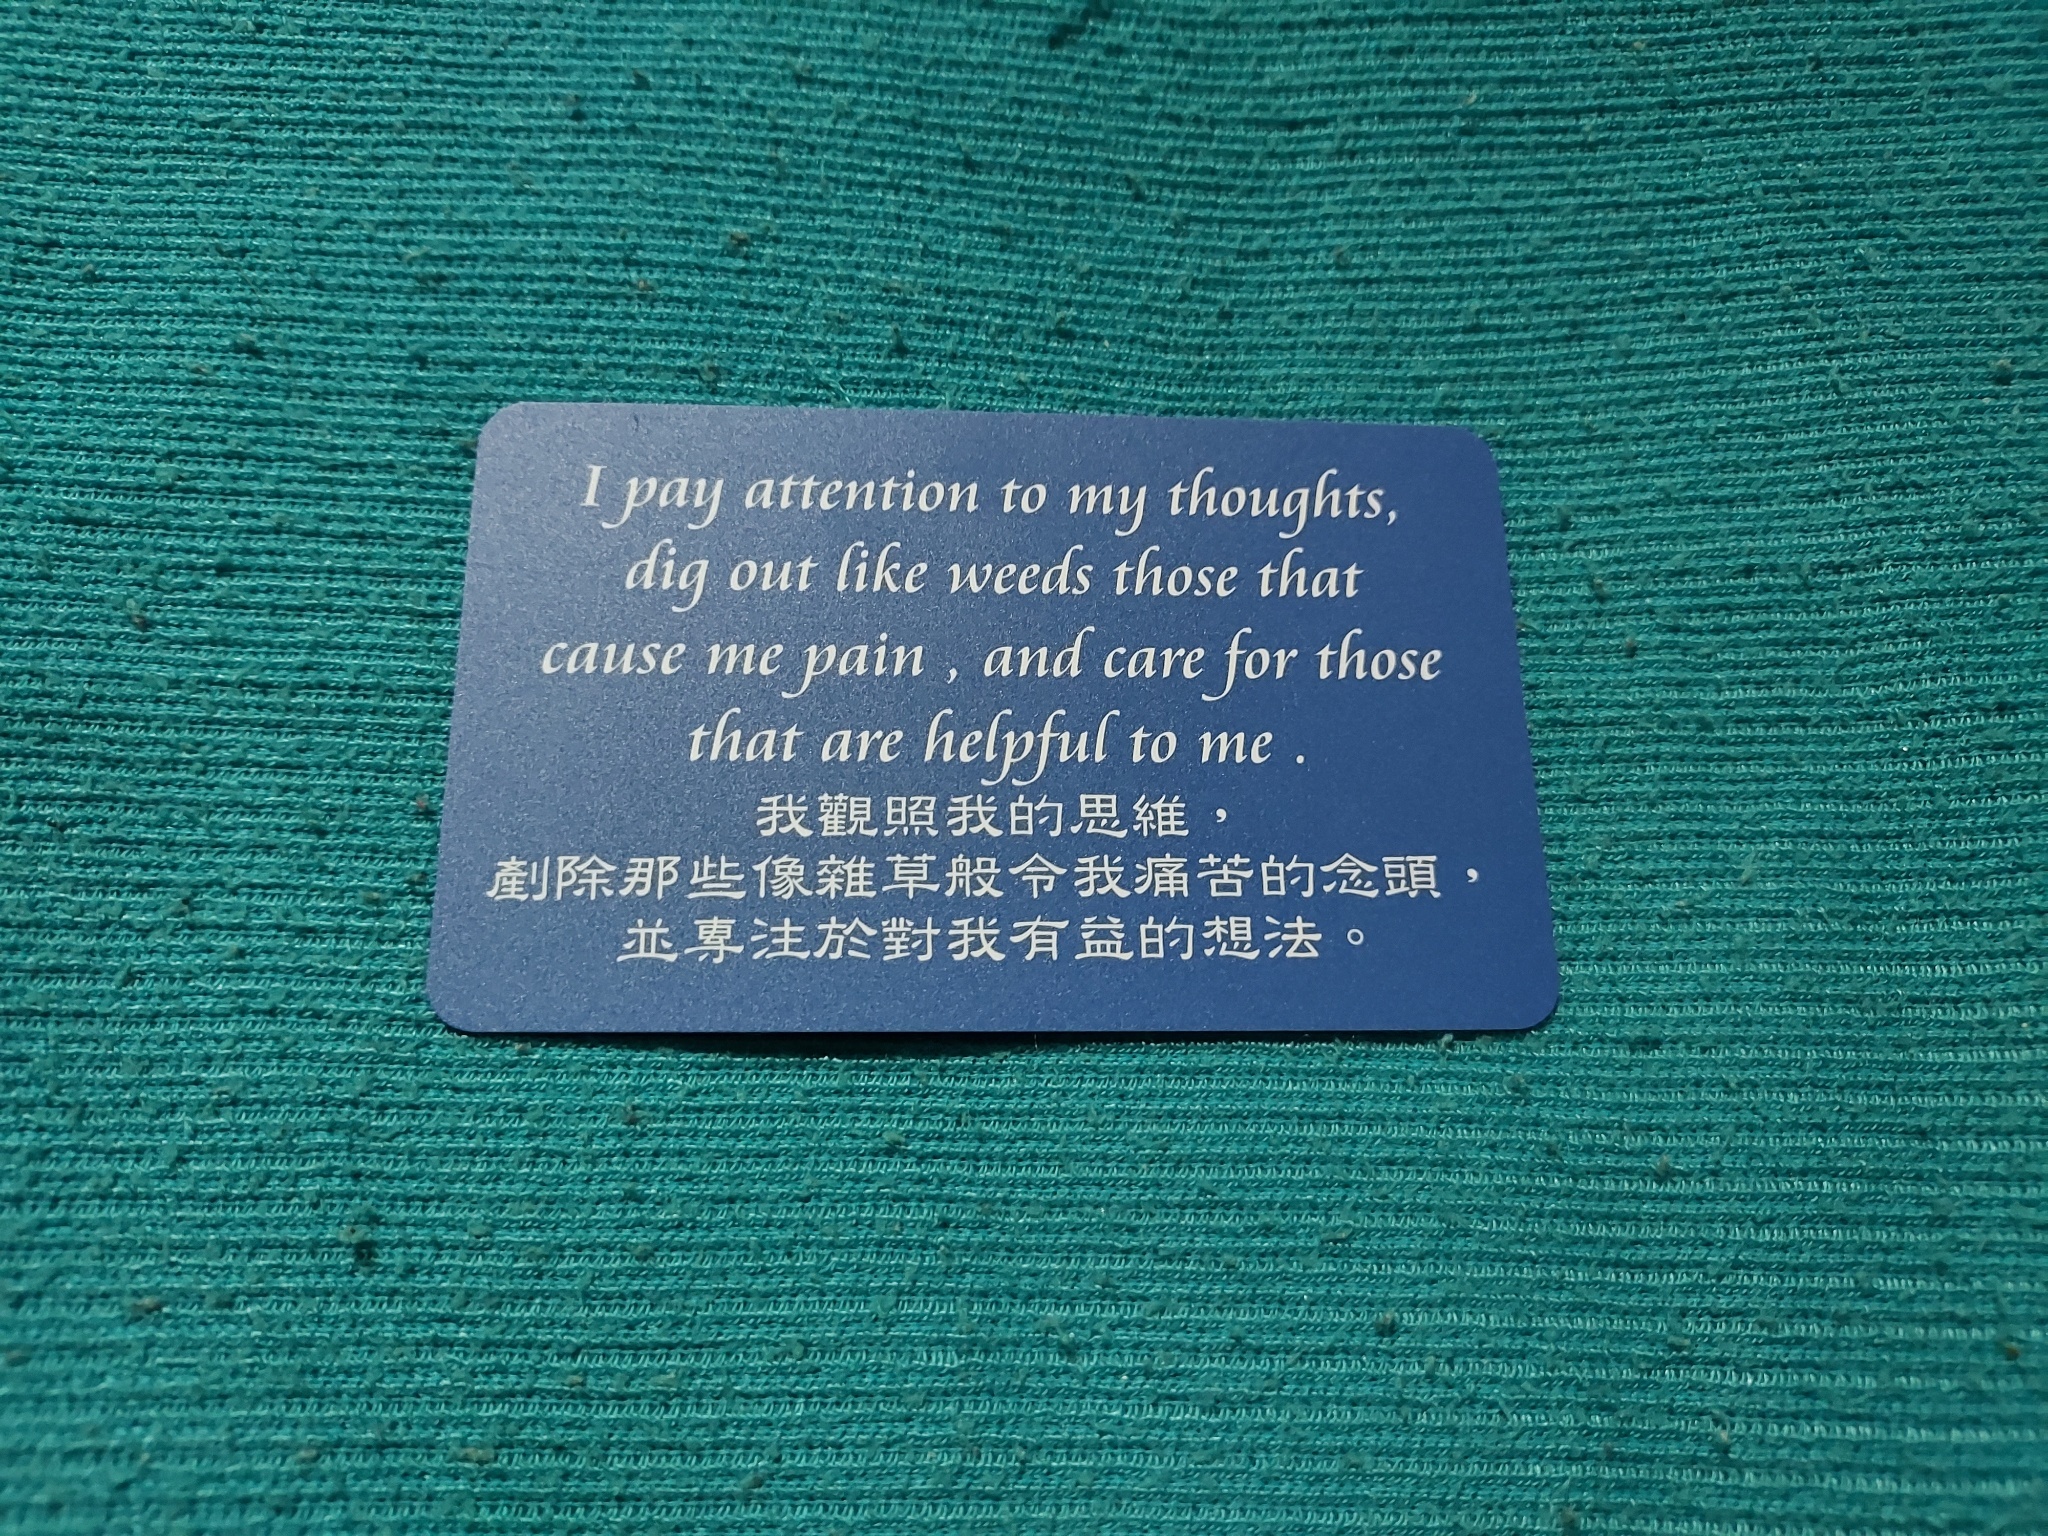 I pay attention to my thoughts,
dig out like weeds those that
cause me pain , and care for those
that are helpful to me .
我觀照我的思維，
剷除那些像雜草般令我痛苦的念頭，
並專注於對我有益的想法。